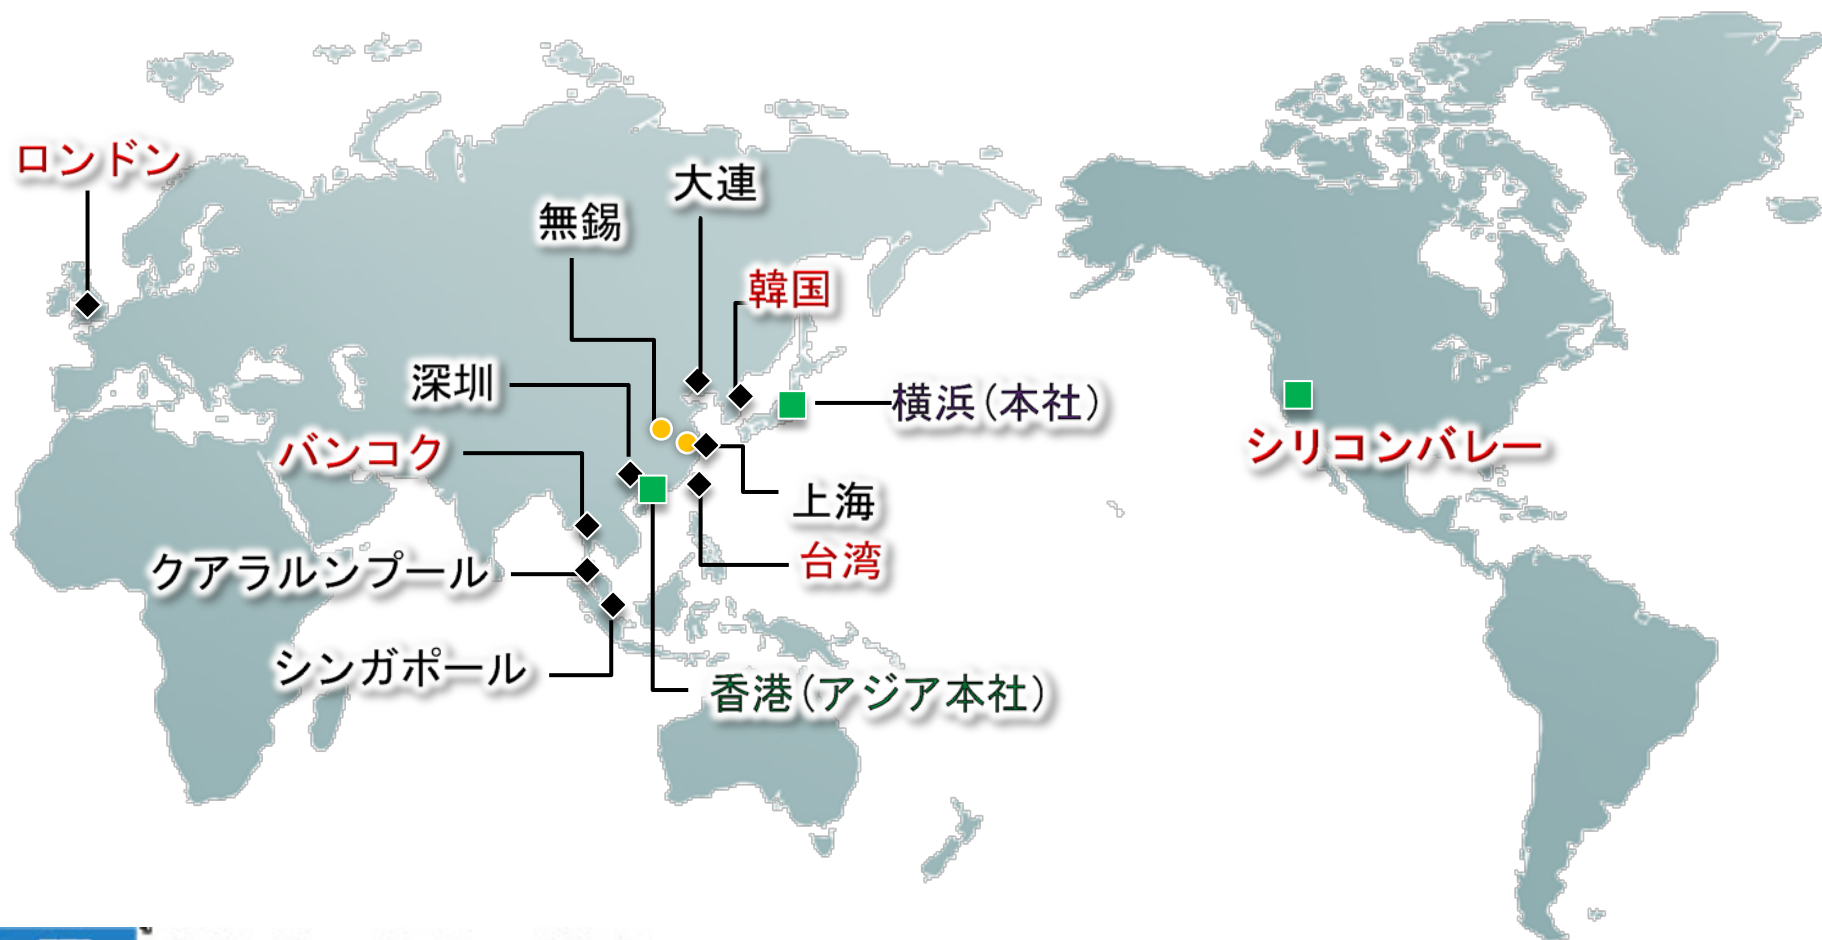 ロンドン
大連
無錫
韓国
深圳
横浜(本社)
バンコク
シリコンバレー
上海
台湾
クアラルンプール
シンガポール
香港(アジア本社)